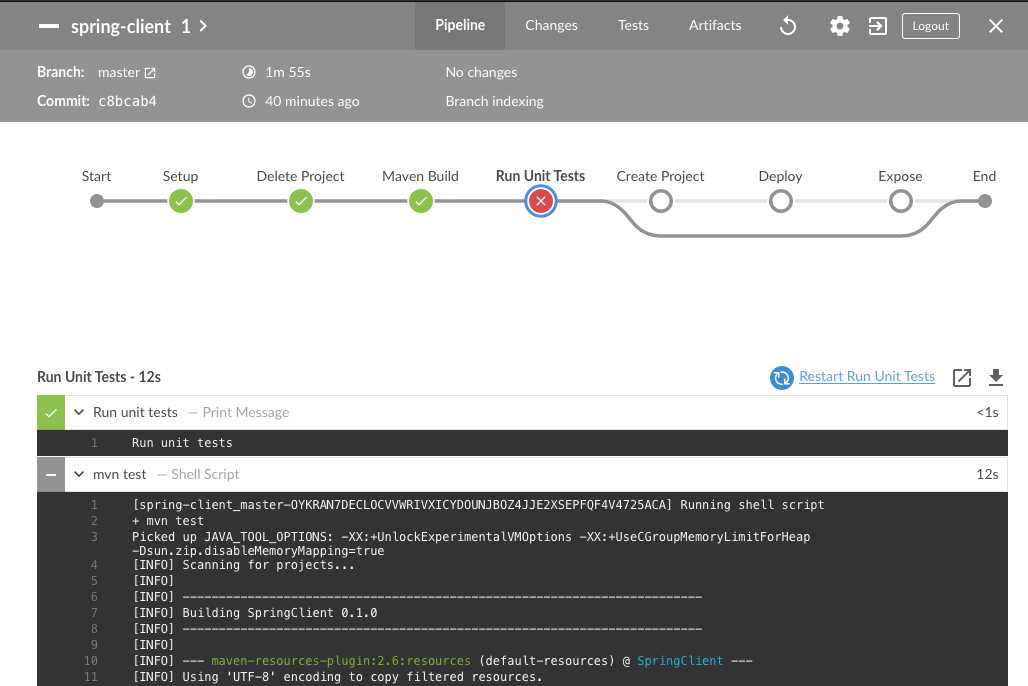 spring-client 1
Pipeline Changes Tests Artifacts Logout
Branch: master 1m 55s No changes
Commit: c8bcab4 40 minutes ago Branch indexing
Start Setup Delete Project Maven Build Run Unit Tests Create Project Deploy Expose End
Run Unit Tests - 12s Restart Run Unit Tests
Run unit tests — Print Message <1s
1 Run unit tests
mvn test — Shell Script 12s
1 [spring-client_master-OYKRAN7DECLOCVVWRIVXICYDOUNJBOZ4JJE2XSEPFQF4V4725ACA] Running shell script
2 + mvn test
3 Picked up JAVA_TOOL_OPTIONS: -XX:+UnlockExperimentalVMOptions -XX:+UseCGroupMemoryLimitForHeap
-Dsun.zip.disableMemoryMapping=true
4 [INFO] Scanning for projects...
5 [INFO]
6 [INFO] ------------------------------------------------------------------------
7 [INFO] Building SpringClient 0.1.0
8 [INFO] ------------------------------------------------------------------------
9 [INFO]
10 [INFO] --- maven-resources-plugin:2.6:resources (default-resources) @ SpringClient ---
11 [INFO] Using 'UTF-8' encoding to copy filtered resources.